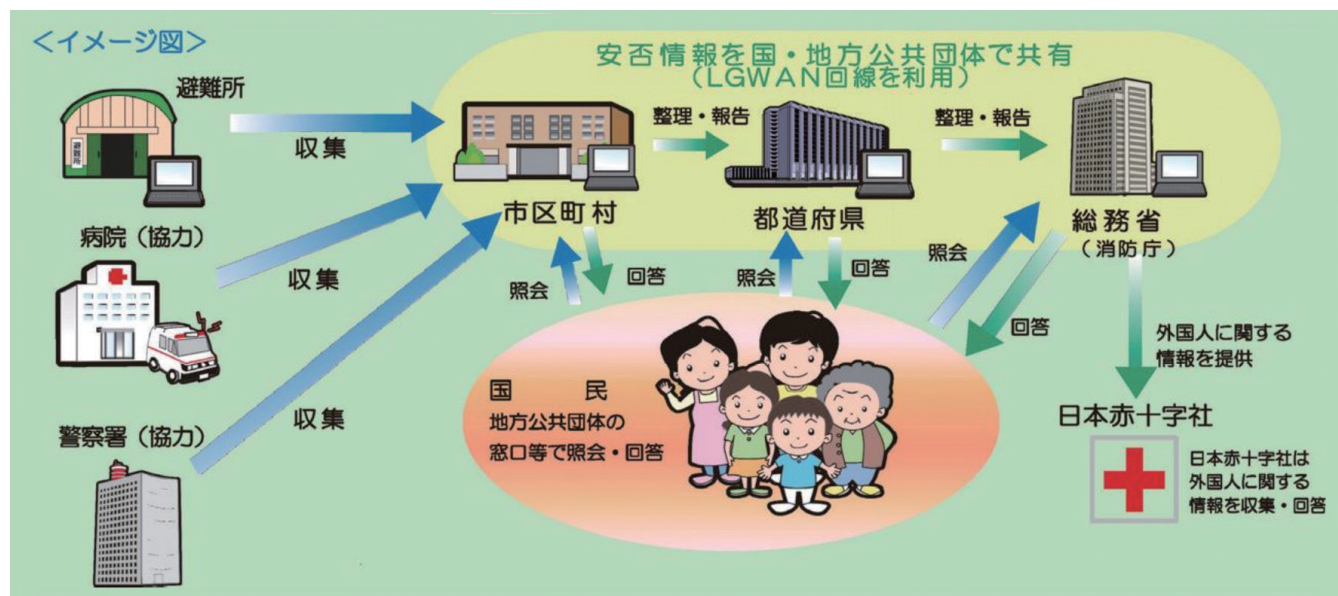 ＜イメージ図＞
安否情報を国・地方公共団体で共有
（ＬＧＷＡＮ回線を利用）
避難所
避難所
収集
整理・報告
整理・報告
市区町村
都道府県
総務省
（消防庁）
病院（協力）
収集
照会
回答
照会
回答
照会
回答
外国人に関する
情報を提供
国　民
地方公共団体の
窓口等で照会・回答
警察署（協力）
収集
日本赤十字社
日本赤十字社は
外国人に関する
情報を収集・回答